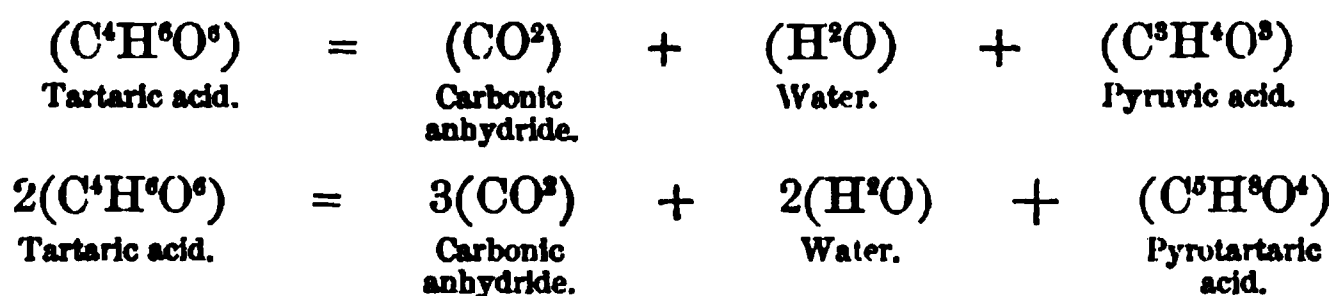 (C⁴H⁶O⁶) = (CO²) + (H²O) + (C³H⁴O³)
Tartaric acid. Carbonic anhydride. Water. Pyruvic acid.
2(C⁴H⁶O⁶) = 3(CO²) + 2(H²O) + (C⁵H⁸O⁴)
Tartaric acid. Carbonic anhydride. Water. Pyrotartaric acid.